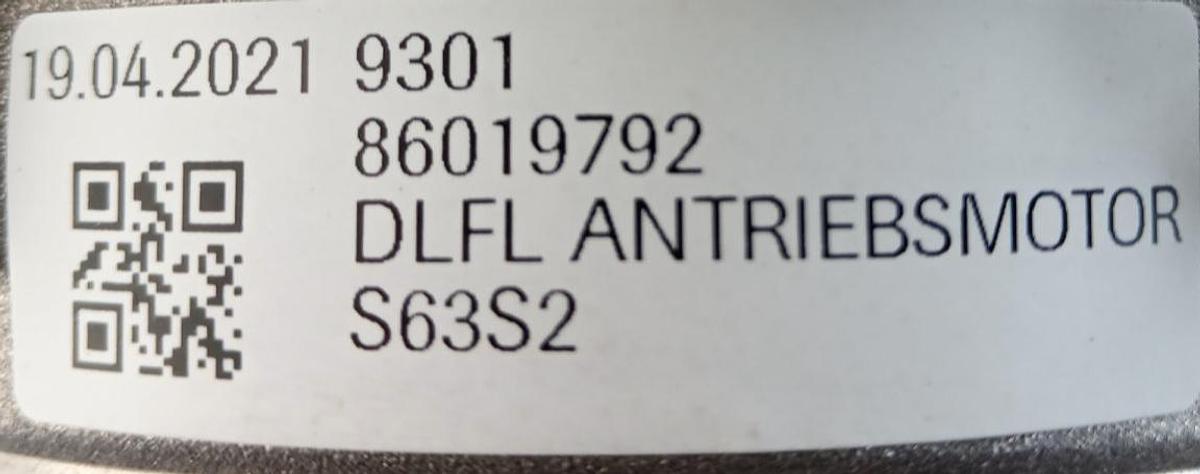 19.04.2021 9301
86019792
DLFL ANTRIEBSMOTOR
S63S2